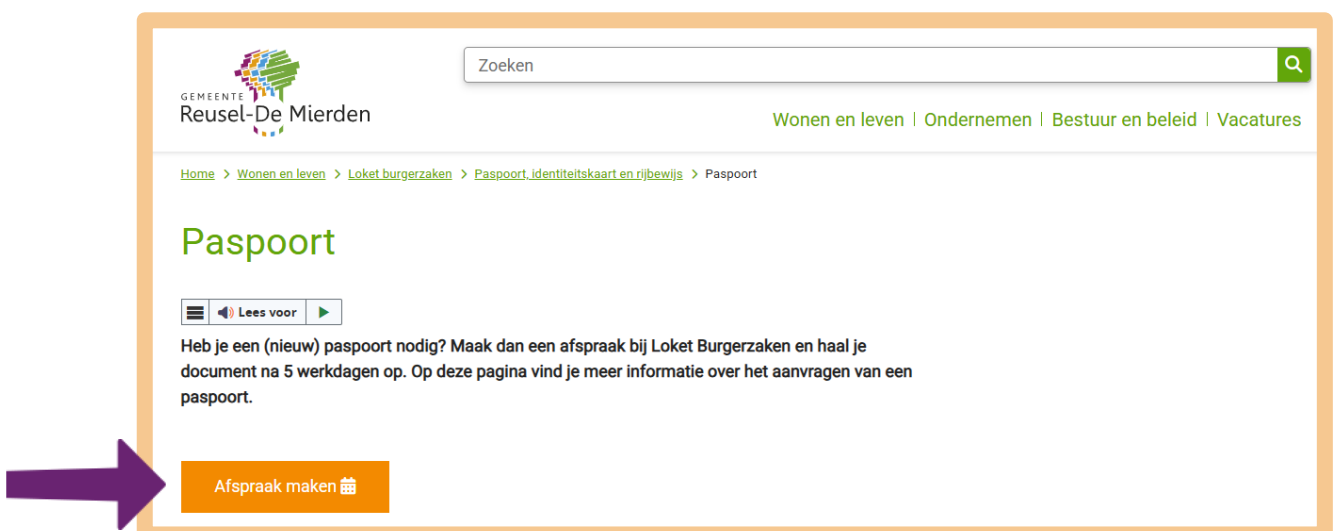 Zoeken
GEMEENTE
Reusel-De Mierden
Wonen en leven | Ondernemen | Bestuur en beleid | Vacatures
Home > Wonen en leven > Loket burgerzaken > Paspoort, identiteitskaart en rijbewijs > Paspoort
Paspoort
Lees voor
Heb je een (nieuw) paspoort nodig? Maak dan een afspraak bij Loket Burgerzaken en haal je
document na 5 werkdagen op. Op deze pagina vind je meer informatie over het aanvragen van een
paspoort.
Afspraak maken